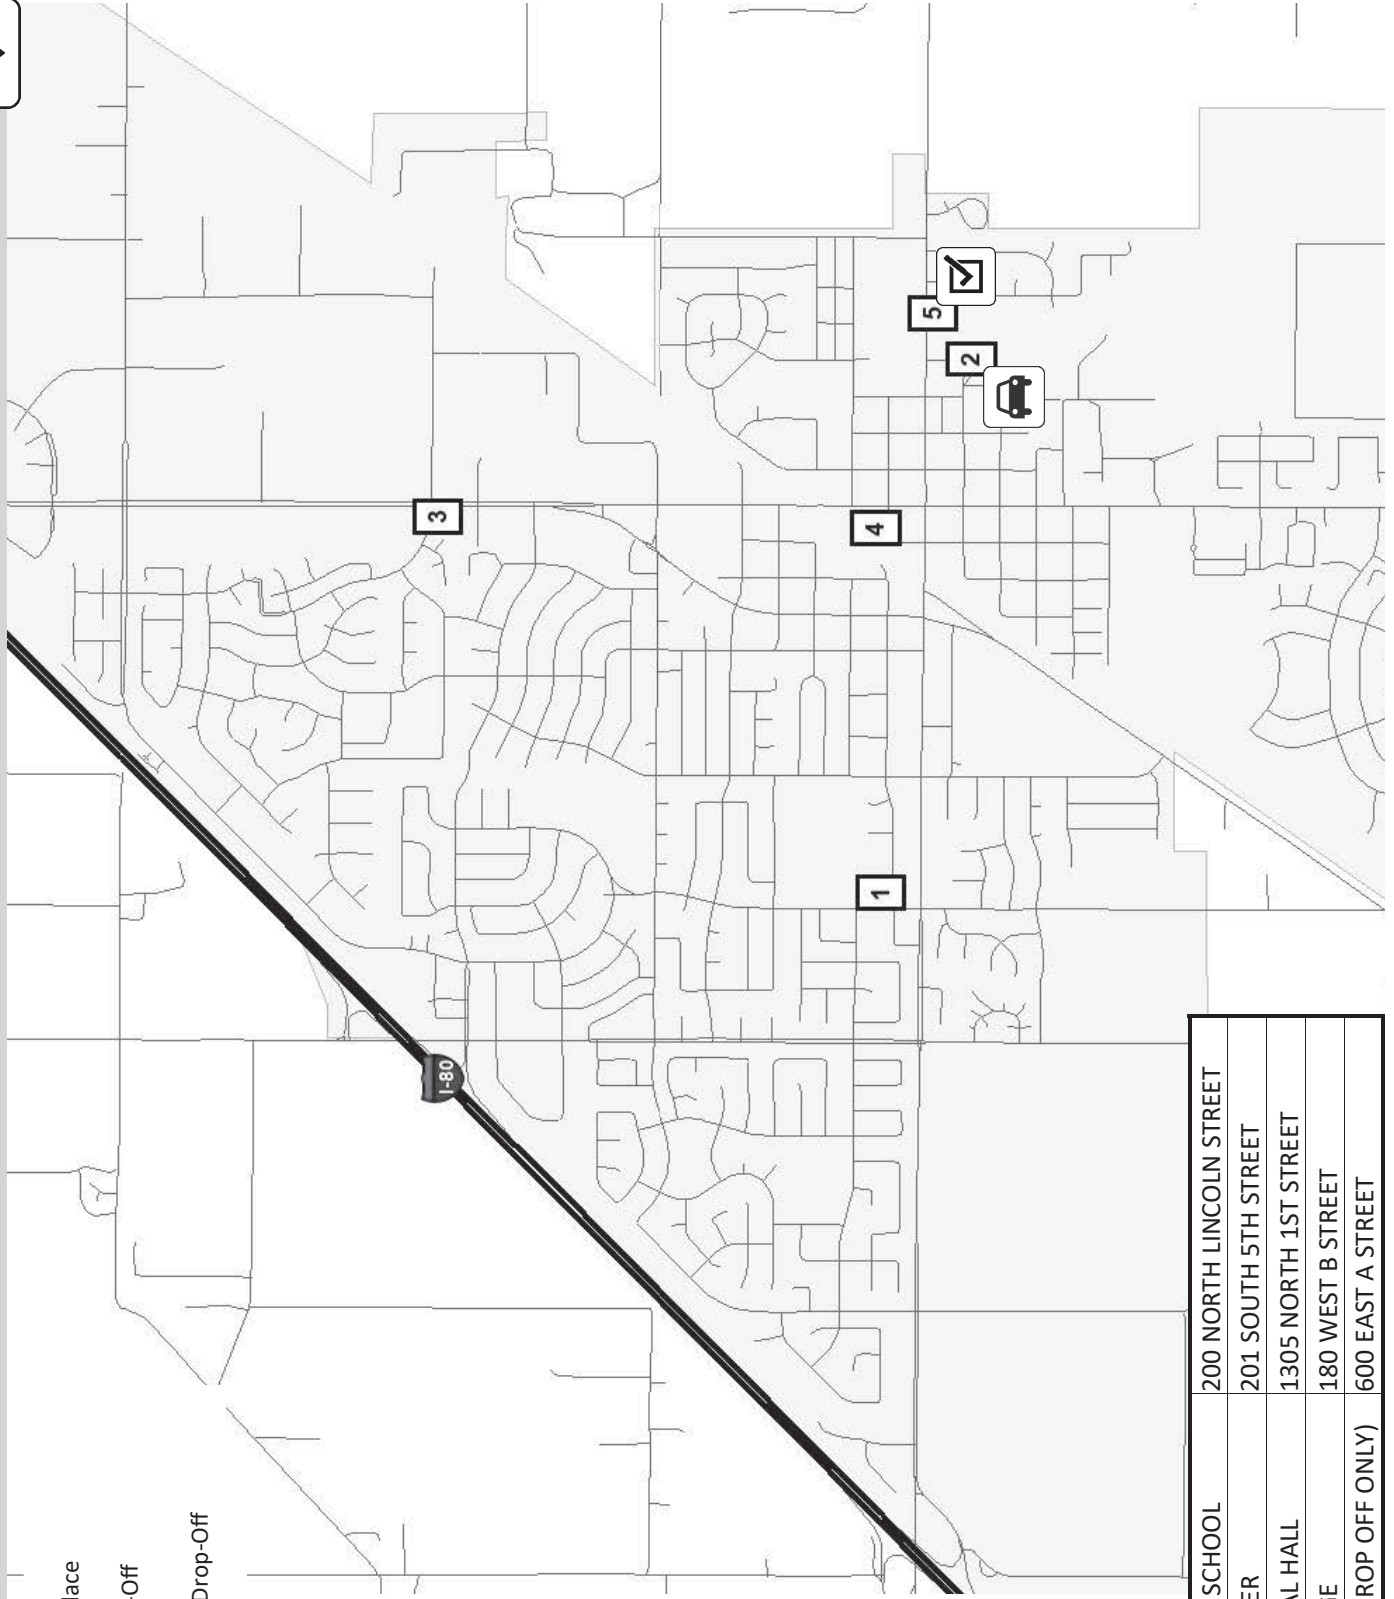 lace
-Off
Drop-Off
I-80
3
1
4
5
2
SCHOOL 200 NORTH LINCOLN STREET
ER 201 SOUTH 5TH STREET
AL HALL 1305 NORTH 1ST STREET
GE 180 WEST B STREET
ROP OFF ONLY) 600 EAST A STREET